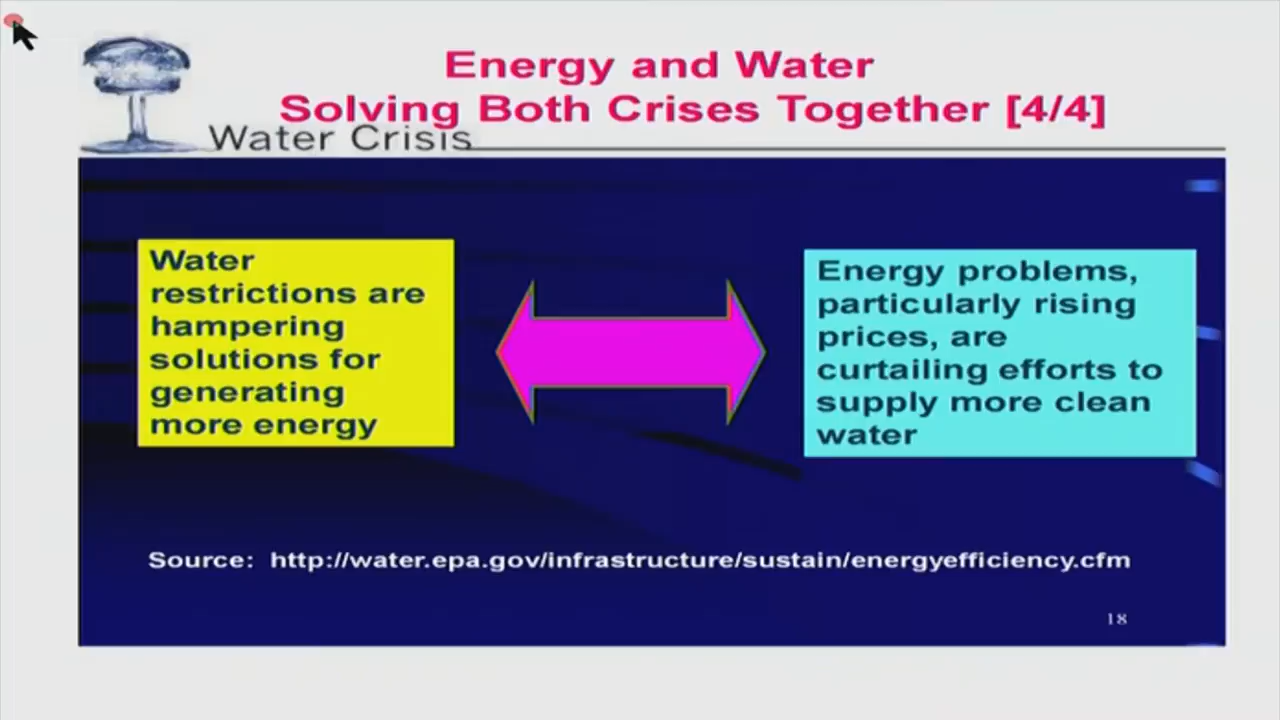 Energy and Water
Solving Both Crises Together [4/4]
Water Crisis
Water
restrictions are
hampering
solutions for
generating
more energy
Energy problems,
particularly rising
prices, are
curtailing efforts to
supply more clean
water
Source: http://water.epa.gov/infrastructure/sustain/energyefficiency.cfm
18